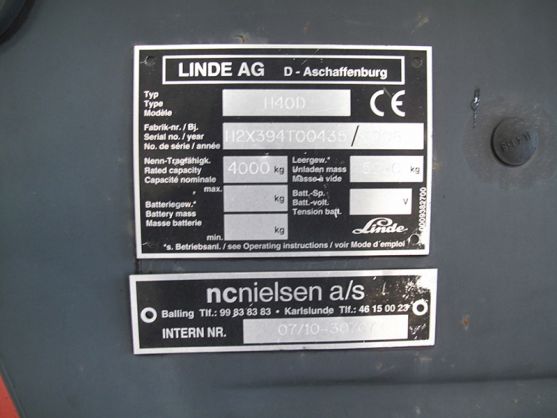 LINDE AG D - Aschaffenburg
Typ
Type
Modèle
H40D
CE
Fabrik-nr. / Bj.
Serial no. / year
No. de série / année
H2X394T00435 /
Nenn-Tragfähigk.
Rated capacity
Capacité nominale
4000 kg
Leergew.*
Unladen mass
Masse à vide
kg
max.
kg
Batteriegew.*
Battery mass
Masse batterie
min.
kg
Batt.-Sp.
Batt.-volt.
Tension batt.
V
Linde
*s. Betriebsanl. / see Operating instructions / voir Mode d'emploi
0009382700
ncnielsen a/s
Balling Tlf.: 99 83 83 83 • Karlslunde Tlf.: 46 15 00 23
INTERN NR. 07/10-30